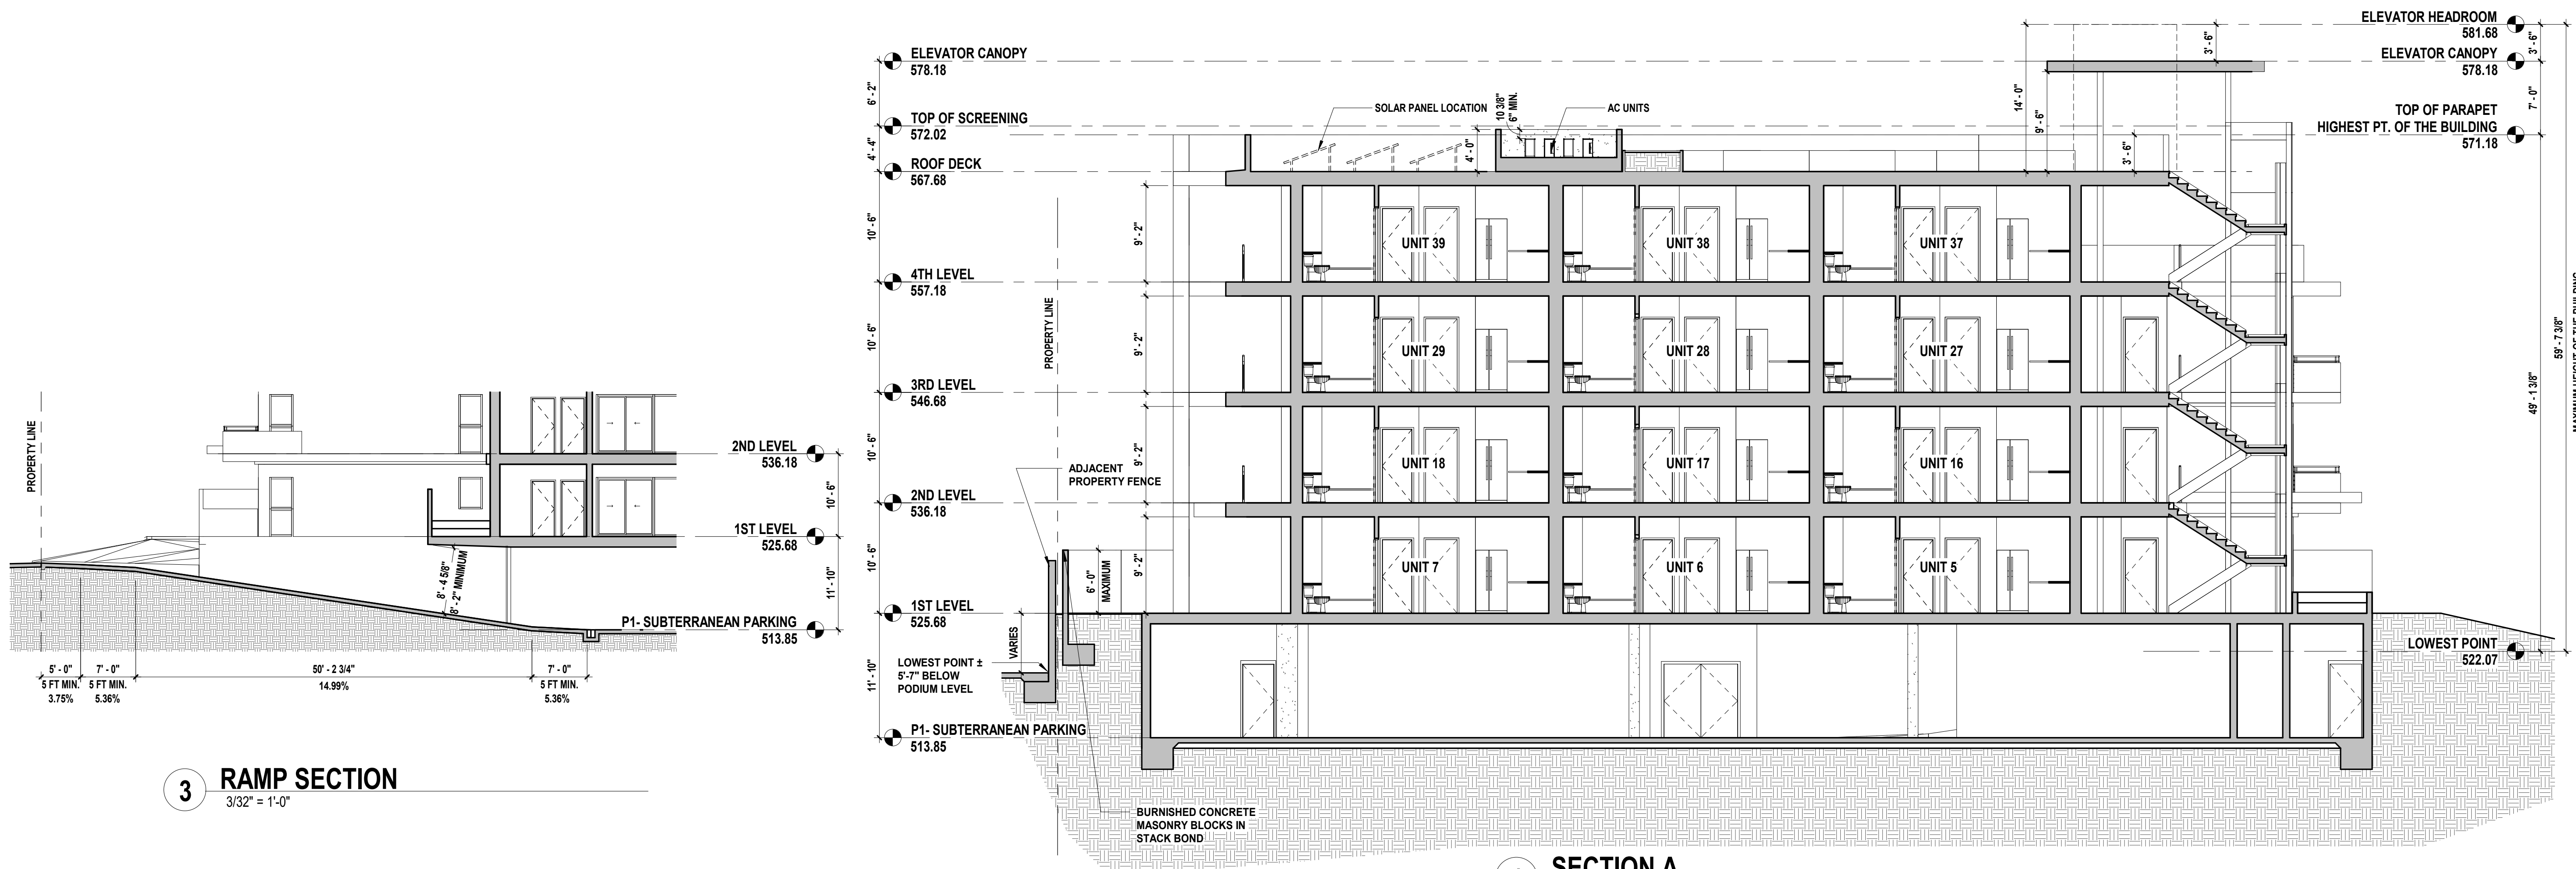 PROPERTY LINE
2ND LEVEL
536.18
10' - 6"
1ST LEVEL
525.68
8' - 4 5/8"
8' - 2" MINIMUM
11' - 10"
P1- SUBTERRANEAN PARKING
513.85
5' - 0"
5 FT MIN.
3.75%
7' - 0"
5 FT MIN.
5.36%
50' - 2 3/4"
14.99%
7' - 0"
5 FT MIN.
5.36%
3
RAMP SECTION
3/32" = 1'-0"
ELEVATOR CANOPY
578.18
6' - 2"
TOP OF SCREENING
572.02
4' - 4"
ROOF DECK
567.68
10' - 6"
4TH LEVEL
557.18
10' - 6"
3RD LEVEL
546.68
10' - 6"
2ND LEVEL
536.18
10' - 6"
1ST LEVEL
525.68
11' - 10"
P1- SUBTERRANEAN PARKING
513.85
PROPERTY LINE
ADJACENT
PROPERTY FENCE
6' - 0"
MAXIMUM
VARIES
LOWEST POINT ±
5'-7" BELOW
PODIUM LEVEL
BURNISHED CONCRETE
MASONRY BLOCKS IN
STACK BOND
9' - 2"
9' - 2"
9' - 2"
9' - 2"
SOLAR PANEL LOCATION
4' - 0"
10 3/8"
6" MIN.
AC UNITS
UNIT 39
UNIT 38
UNIT 37
UNIT 29
UNIT 28
UNIT 27
UNIT 18
UNIT 17
UNIT 16
UNIT 7
UNIT 6
UNIT 5
14' - 0"
9' - 6"
3' - 6"
3' - 6"
ELEVATOR HEADROOM
581.68
3' - 6"
ELEVATOR CANOPY
578.18
7' - 0"
TOP OF PARAPET
HIGHEST PT. OF THE BUILDING
571.18
49' - 1 3/8"
59' - 7 3/8"
MAXIMUM HEIGHT OF THE BUILDING
LOWEST POINT
522.07
SECTION A